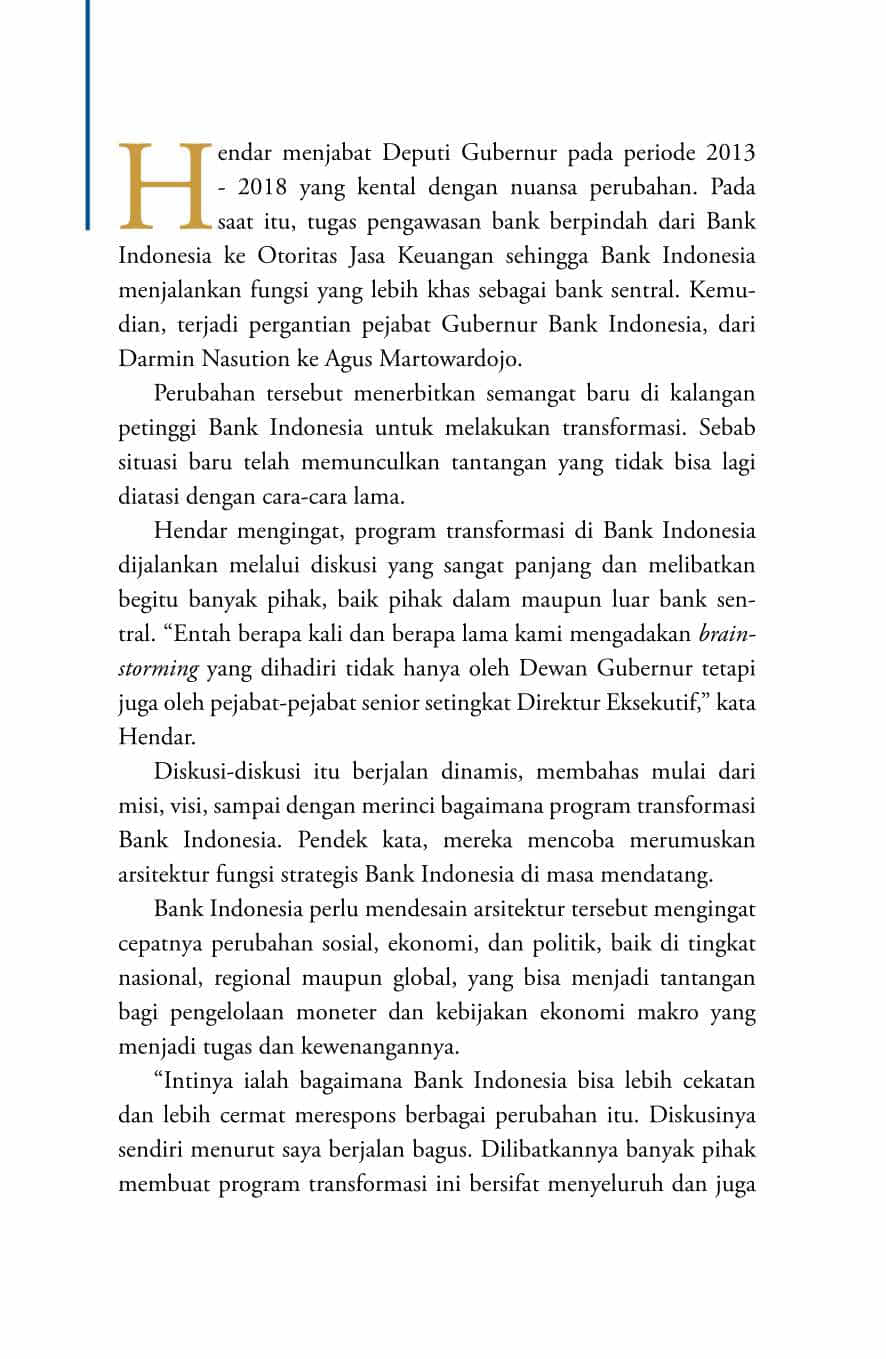 Hendar menjabat Deputi Gubernur pada periode 2013
- 2018 yang kental dengan nuansa perubahan. Pada
saat itu, tugas pengawasan bank berpindah dari Bank
Indonesia ke Otoritas Jasa Keuangan sehingga Bank Indonesia
menjalankan fungsi yang lebih khas sebagai bank sentral. Kemu-
dian, terjadi pergantian pejabat Gubernur Bank Indonesia, dari
Darmin Nasution ke Agus Martowardojo.
Perubahan tersebut menerbitkan semangat baru di kalangan
petinggi Bank Indonesia untuk melakukan transformasi. Sebab
situasi baru telah memunculkan tantangan yang tidak bisa lagi
diatasi dengan cara-cara lama.
Hendar mengingat, program transformasi di Bank Indonesia
dijalankan melalui diskusi yang sangat panjang dan melibatkan
begitu banyak pihak, baik pihak dalam maupun luar bank sen-
tral. “Entah berapa kali dan berapa lama kami mengadakan brain-
storming yang dihadiri tidak hanya oleh Dewan Gubernur tetapi
juga oleh pejabat-pejabat senior setingkat Direktur Eksekutif,” kata
Hendar.
Diskusi-diskusi itu berjalan dinamis, membahas mulai dari
misi, visi, sampai dengan merinci bagaimana program transformasi
Bank Indonesia. Pendek kata, mereka mencoba merumuskan
arsitektur fungsi strategis Bank Indonesia di masa mendatang.
Bank Indonesia perlu mendesain arsitektur tersebut mengingat
cepatnya perubahan sosial, ekonomi, dan politik, baik di tingkat
nasional, regional maupun global, yang bisa menjadi tantangan
bagi pengelolaan moneter dan kebijakan ekonomi makro yang
menjadi tugas dan kewenangannya.
“Intinya ialah bagaimana Bank Indonesia bisa lebih cekatan
dan lebih cermat merespons berbagai perubahan itu. Diskusinya
sendiri menurut saya berjalan bagus. Dilibatkannya banyak pihak
membuat program transformasi ini bersifat menyeluruh dan juga